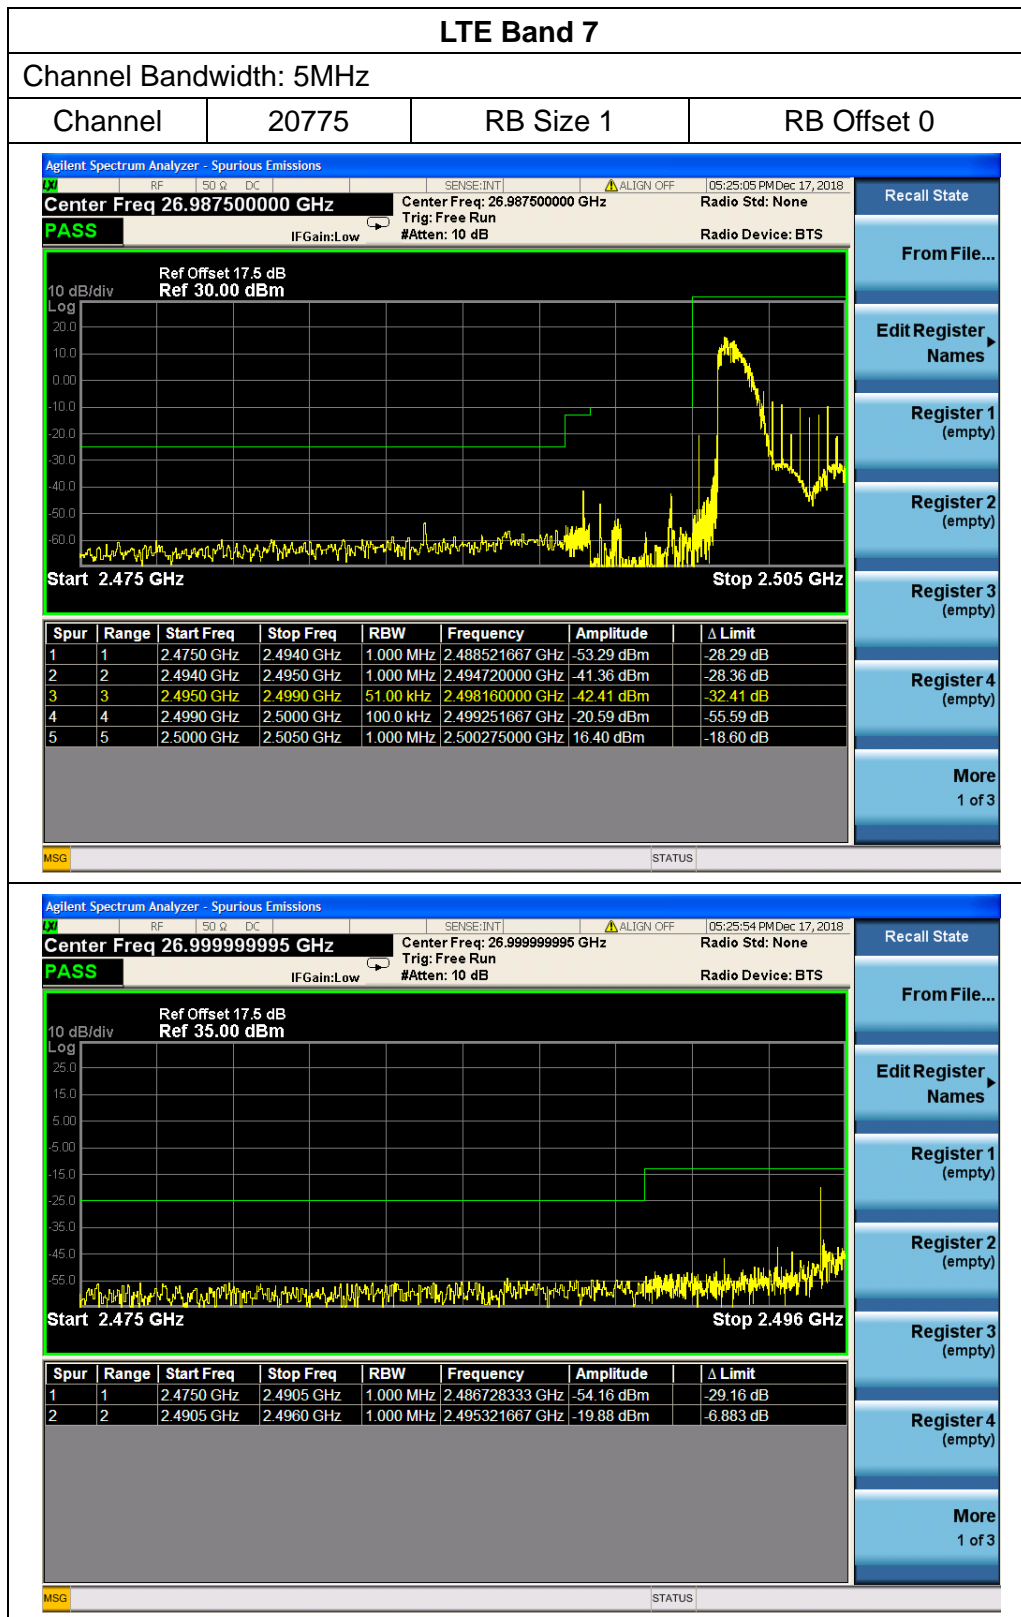 LTE Band 7
Channel Bandwidth: 5MHz
Channel 20775 RB Size 1 RB Offset 0
Agilent Spectrum Analyzer - Spurious Emissions
LXI RF 50 Ω DC SENSE:INT ALIGN OFF 05:25:05 PM Dec 17, 2018
Center Freq 26.987500000 GHz Center Freq: 26.987500000 GHz Radio Std: None
Trig: Free Run
PASS IFGain:Low #Atten: 10 dB Radio Device: BTS
Ref Offset 17.5 dB
10 dB/div Ref 30.00 dBm
Log
20.0
10.0
0.00
-10.0
-20.0
-30.0
-40.0
-50.0
-60.0
Start 2.475 GHz Stop 2.505 GHz
Spur Range Start Freq Stop Freq RBW Frequency Amplitude Δ Limit
1 1 2.4750 GHz 2.4940 GHz 1.000 MHz 2.488521667 GHz -53.29 dBm -28.29 dB
2 2 2.4940 GHz 2.4950 GHz 1.000 MHz 2.494720000 GHz -41.36 dBm -28.36 dB
3 3 2.4950 GHz 2.4990 GHz 51.00 kHz 2.498160000 GHz -42.41 dBm -32.41 dB
4 4 2.4990 GHz 2.5000 GHz 100.0 kHz 2.499251667 GHz -20.59 dBm -55.59 dB
5 5 2.5000 GHz 2.5050 GHz 1.000 MHz 2.500275000 GHz 16.40 dBm -18.60 dB
MSG STATUS
Recall State
From File...
Edit Register
Names
Register 1
(empty)
Register 2
(empty)
Register 3
(empty)
Register 4
(empty)
More
1 of 3
Agilent Spectrum Analyzer - Spurious Emissions
LXI RF 50 Ω DC SENSE:INT ALIGN OFF 05:25:54 PM Dec 17, 2018
Center Freq 26.999999995 GHz Center Freq: 26.999999995 GHz Radio Std: None
Trig: Free Run
PASS IFGain:Low #Atten: 10 dB Radio Device: BTS
Ref Offset 17.5 dB
10 dB/div Ref 35.00 dBm
Log
25.0
15.0
5.00
-5.00
-15.0
-25.0
-35.0
-45.0
-55.0
Start 2.475 GHz Stop 2.496 GHz
Spur Range Start Freq Stop Freq RBW Frequency Amplitude Δ Limit
1 1 2.4750 GHz 2.4905 GHz 1.000 MHz 2.486728333 GHz -54.16 dBm -29.16 dB
2 2 2.4905 GHz 2.4960 GHz 1.000 MHz 2.495321667 GHz -19.88 dBm -6.883 dB
MSG STATUS
Recall State
From File...
Edit Register
Names
Register 1
(empty)
Register 2
(empty)
Register 3
(empty)
Register 4
(empty)
More
1 of 3